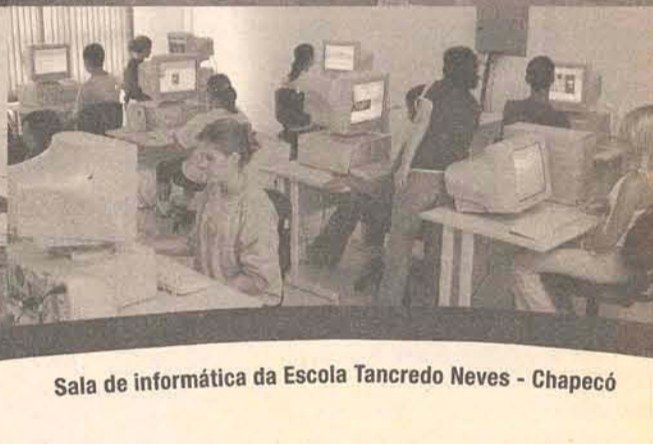 Sala de informática da Escola Tancredo Neves - Chapecó